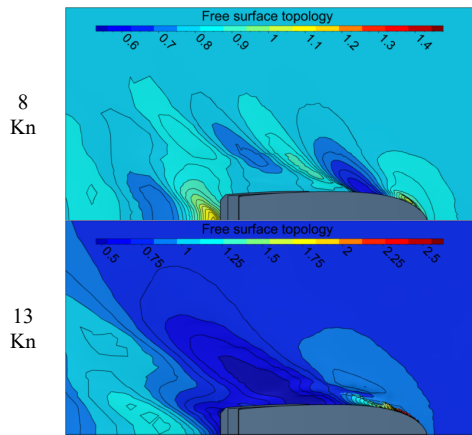 Free surface topology
0.6 0.7 0.8 0.9 1 1.1 1.2 1.3 1.4
8
Kn
Free surface topology
0.5 0.75 1 1.25 1.5 1.75 2 2.25 2.5
13
Kn